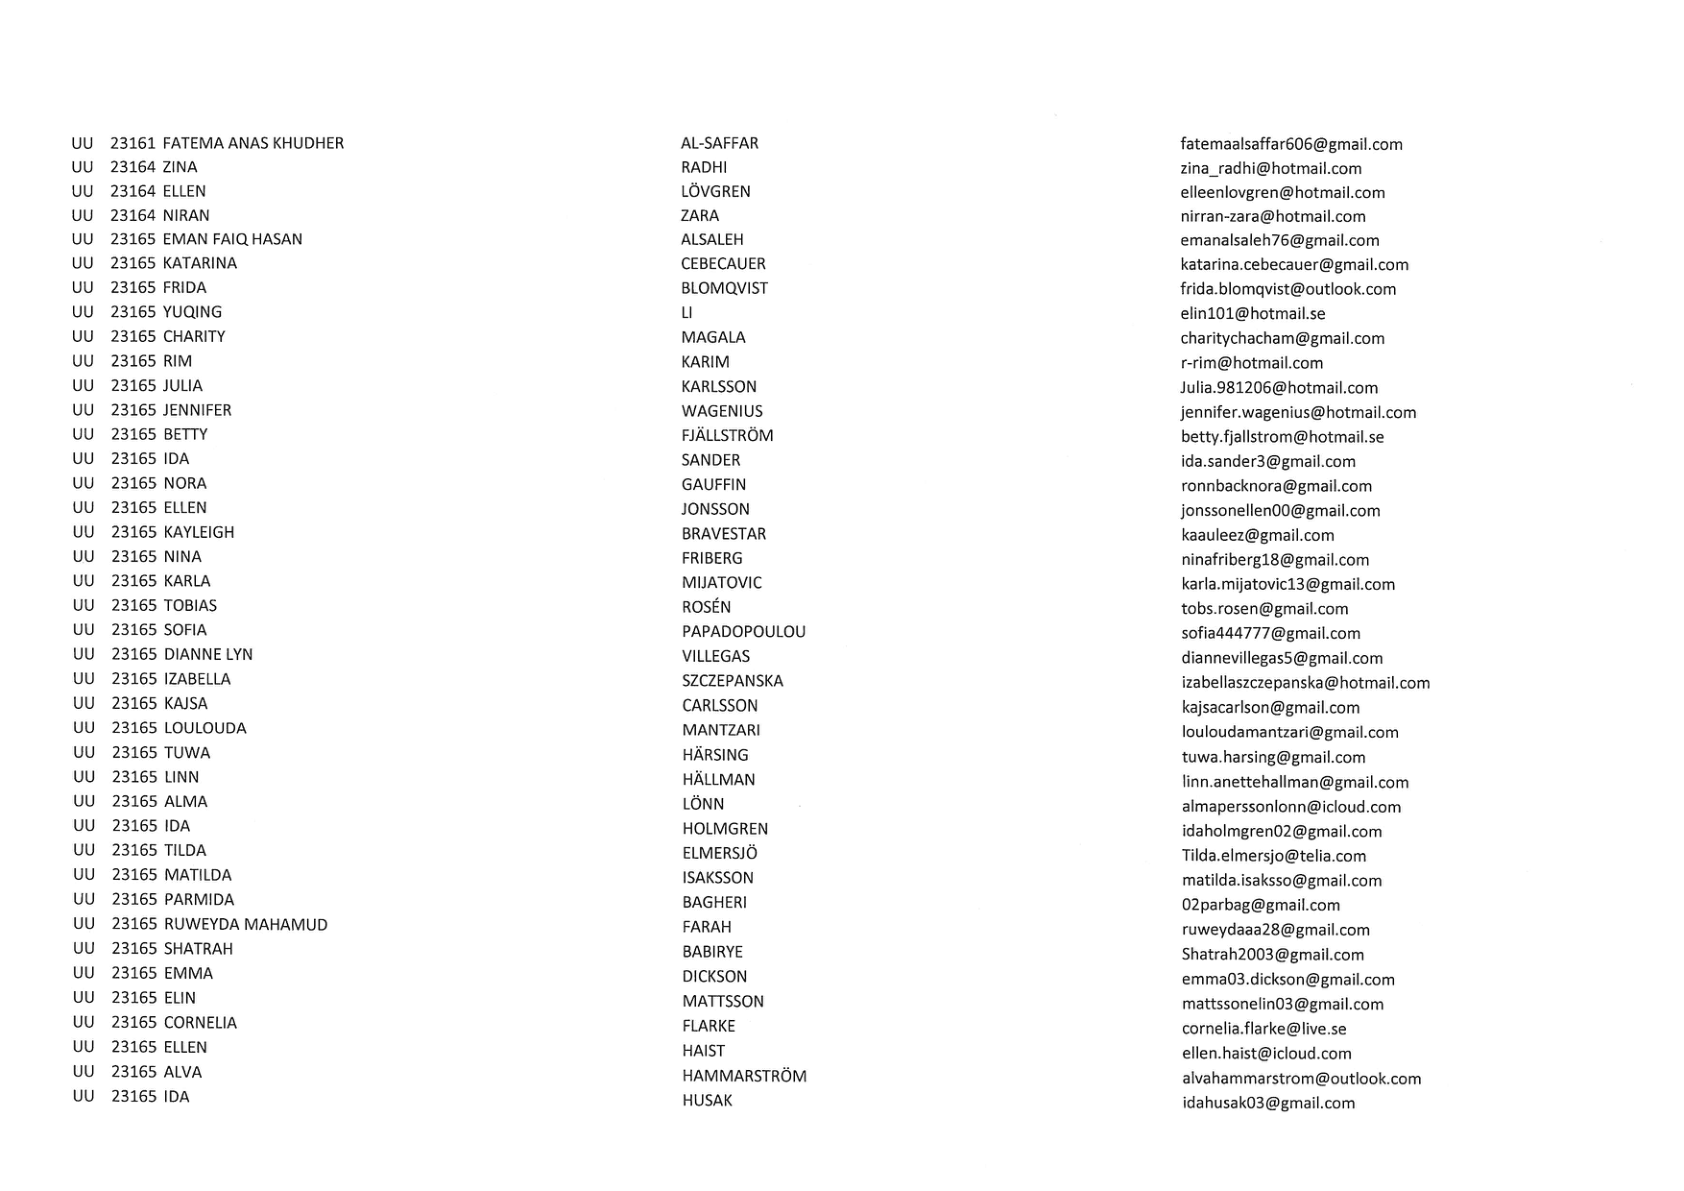 UU 23161 FATEMA ANAS KHUDHER AL-SAFFAR fatemaalsaffar606@gmail.com
UU 23164 ZINA RADHI zina_radhi@hotmail.com
UU 23164 ELLEN LÖVGREN elleenlovgren@hotmail.com
UU 23164 NIRAN ZARA nirran-zara@hotmail.com
UU 23165 EMAN FAIQ HASAN ALSALEH emanalsaleh76@gmail.com
UU 23165 KATARINA CEBECAUER katarina.cebecauer@gmail.com
UU 23165 FRIDA BLOMQVIST frida.blomqvist@outlook.com
UU 23165 YUQING LI elin101@hotmail.se
UU 23165 CHARITY MAGALA charitychacham@gmail.com
UU 23165 RIM KARIM r-rim@hotmail.com
UU 23165 JULIA KARLSSON Julia.981206@hotmail.com
UU 23165 JENNIFER WAGENIUS jennifer.wagenius@hotmail.com
UU 23165 BETTY FJÄLLSTRÖM betty.fjallstrom@hotmail.se
UU 23165 IDA SANDER ida.sander3@gmail.com
UU 23165 NORA GAUFFIN ronnbacknora@gmail.com
UU 23165 ELLEN JONSSON jonssonellen00@gmail.com
UU 23165 KAYLEIGH BRAVESTAR kaauleez@gmail.com
UU 23165 NINA FRIBERG ninafriberg18@gmail.com
UU 23165 KARLA MIJATOVIC karla.mijatovic13@gmail.com
UU 23165 TOBIAS ROSÉN tobs.rosen@gmail.com
UU 23165 SOFIA PAPADOPOULOU sofia444777@gmail.com
UU 23165 DIANNE LYN VILLEGAS diannevillegas5@gmail.com
UU 23165 IZABELLA SZCZEPANSKA izabellaszczepanska@hotmail.com
UU 23165 KAJSA CARLSSON kajsacarlson@gmail.com
UU 23165 LOULOUDA MANTZARI louloudamantzari@gmail.com
UU 23165 TUWA HÄRSING tuwa.harsing@gmail.com
UU 23165 LINN HÄLLMAN linn.anettehallman@gmail.com
UU 23165 ALMA LÖNN almaperssonlonn@icloud.com
UU 23165 IDA HOLMGREN idaholmgren02@gmail.com
UU 23165 TILDA ELMERSJÖ Tilda.elmersjo@telia.com
UU 23165 MATILDA ISAKSSON matilda.isaksso@gmail.com
UU 23165 PARMIDA BAGHERI 02parbag@gmail.com
UU 23165 RUWEYDA MAHAMUD FARAH ruweydaaa28@gmail.com
UU 23165 SHATRAH BABIRYE Shatrah2003@gmail.com
UU 23165 EMMA DICKSON emma03.dickson@gmail.com
UU 23165 ELIN MATTSSON mattssonelin03@gmail.com
UU 23165 CORNELIA FLARKE cornelia.flarke@live.se
UU 23165 ELLEN HAIST ellen.haist@icloud.com
UU 23165 ALVA HAMMARSTRÖM alvahammarstrom@outlook.com
UU 23165 IDA HUSAK idahusak03@gmail.com